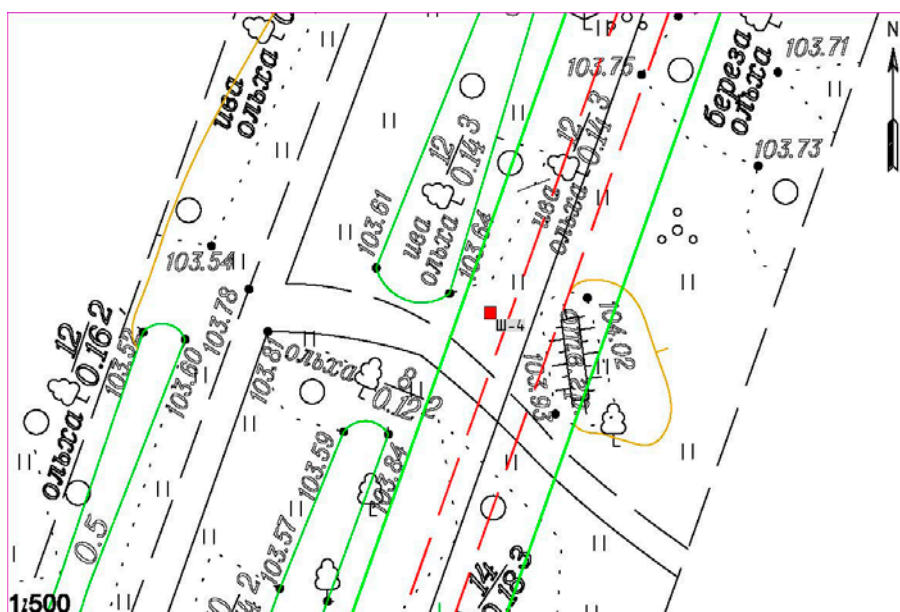 N
103.71
береза
ольха
103.75
103.73
ива
ольха
12
0.14 3
ива
ольха
12
0.14 3
ива
ольха
103.61
103.64
103.54
103.78
Ш-4
12
0.16 2
ольха
103.60
103.81
ольха
8
0.12 2
104.02
103.93
103.59
103.84
0.5
103.57
14
0.18 3
2
1:500